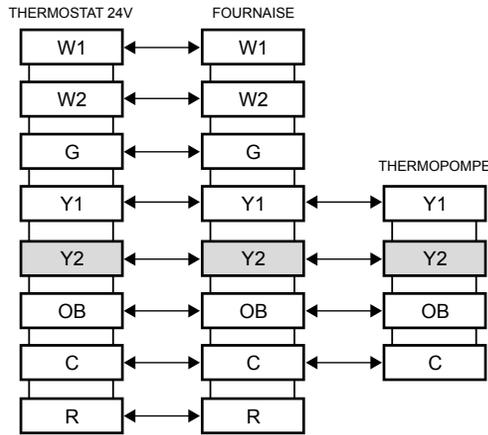 THERMOSTAT 24V FOURNAISE
W1 W1
W2 W2
G G
THERMOPOMPE
Y1 Y1 Y1
Y2 Y2 Y2
OB OB OB
C C C
R R